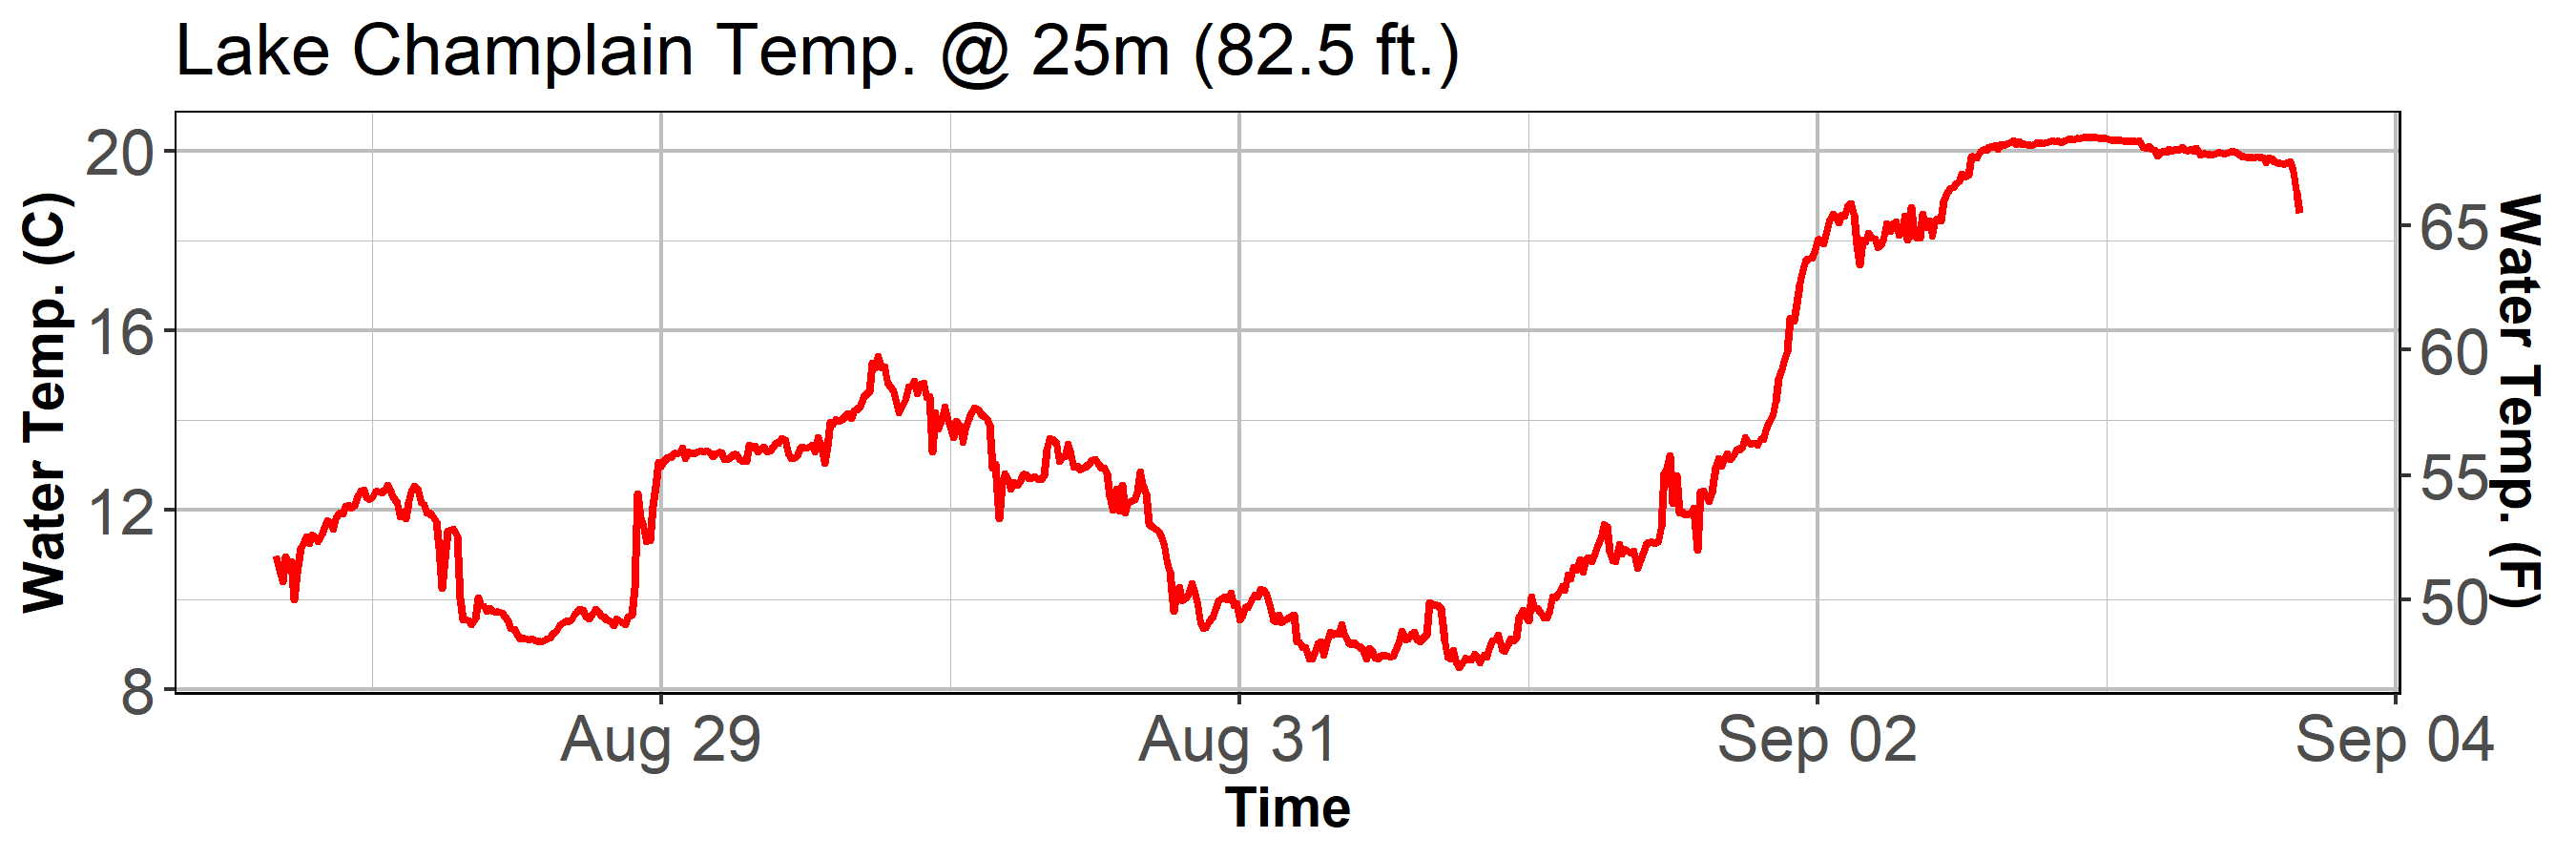 Lake Champlain Temp. @ 25m (82.5 ft.)
Water Temp. (C)
20
16
12
8
65
60
55
50
Water Temp. (F)
Aug 29
Aug 31
Sep 02
Sep 04
Time